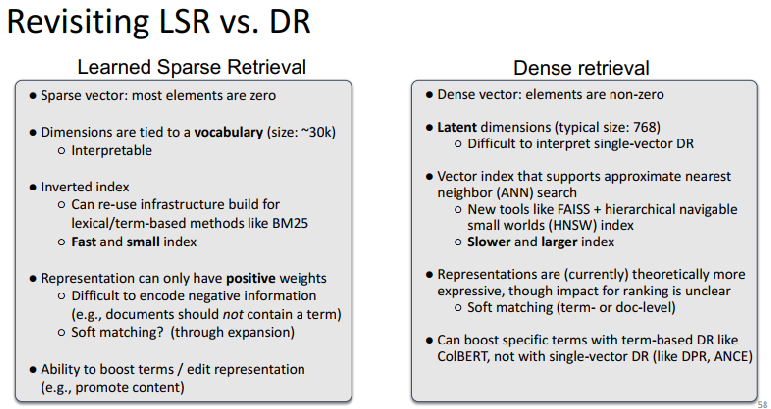 Revisiting LSR vs. DR
Learned Sparse Retrieval
● Sparse vector: most elements are zero
● Dimensions are tied to a vocabulary (size: ~30k)
○ Interpretable
● Inverted index
○ Can re-use infrastructure build for
lexical/term-based methods like BM25
○ Fast and small index
● Representation can only have positive weights
○ Difficult to encode negative information
(e.g., documents should not contain a term)
○ Soft matching? (through expansion)
● Ability to boost terms / edit representation
(e.g., promote content)
Dense retrieval
● Dense vector: elements are non-zero
● Latent dimensions (typical size: 768)
○ Difficult to interpret single-vector DR
● Vector index that supports approximate nearest
neighbor (ANN) search
○ New tools like FAISS + hierarchical navigable
small worlds (HNSW) index
○ Slower and larger index
● Representations are (currently) theoretically more
expressive, though impact for ranking is unclear
○ Soft matching (term- or doc-level)
● Can boost specific terms with term-based DR like
ColBERT, not with single-vector DR (like DPR, ANCE)
58